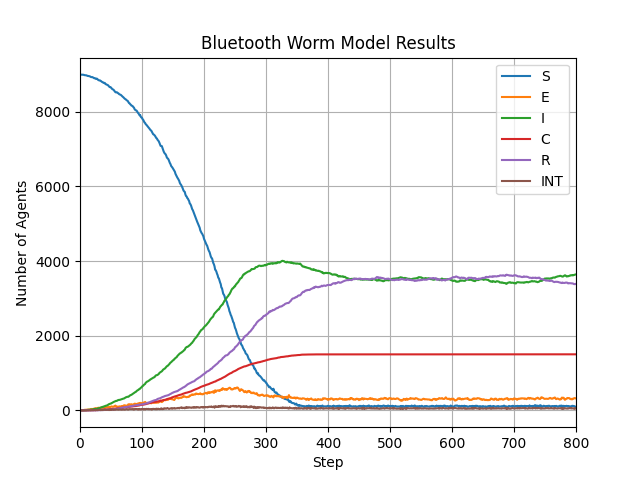 Bluetooth Worm Model Results
Number of Agents
8000
6000
4000
2000
0
S
E
I
C
R
INT
0 100 200 300 400 500 600 700 800
Step